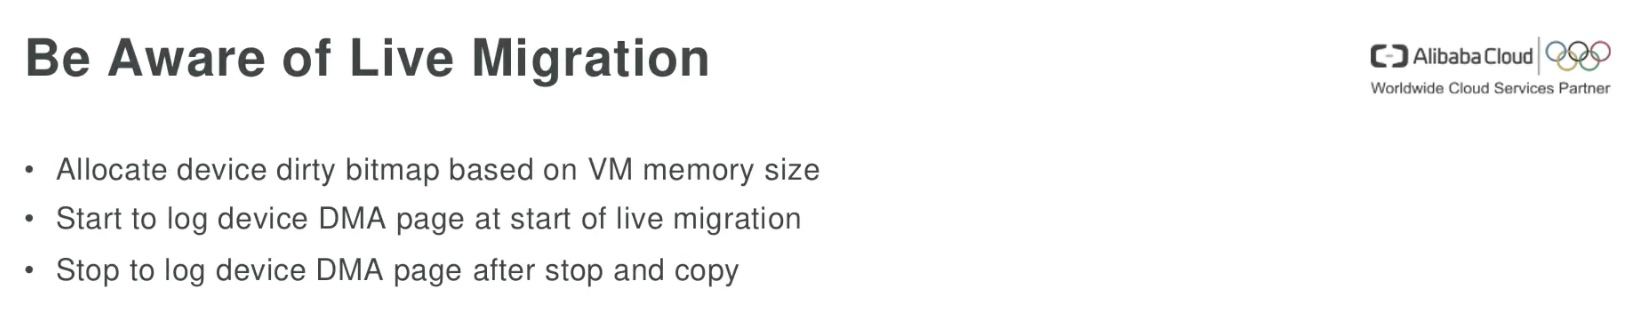 Be Aware of Live Migration
Alibaba Cloud
Worldwide Cloud Services Partner
• Allocate device dirty bitmap based on VM memory size
• Start to log device DMA page at start of live migration
• Stop to log device DMA page after stop and copy